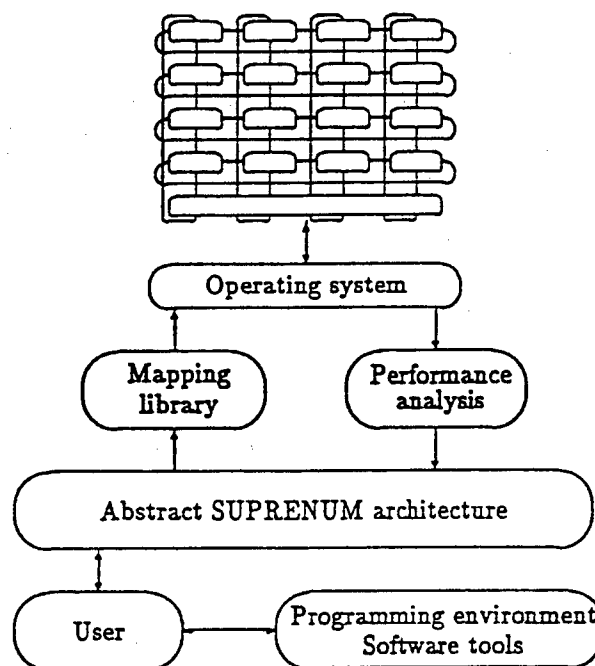 Operating system
Mapping
library
Performance
analysis
Abstract SUPRENUM architecture
User
Programming environment
Software tools